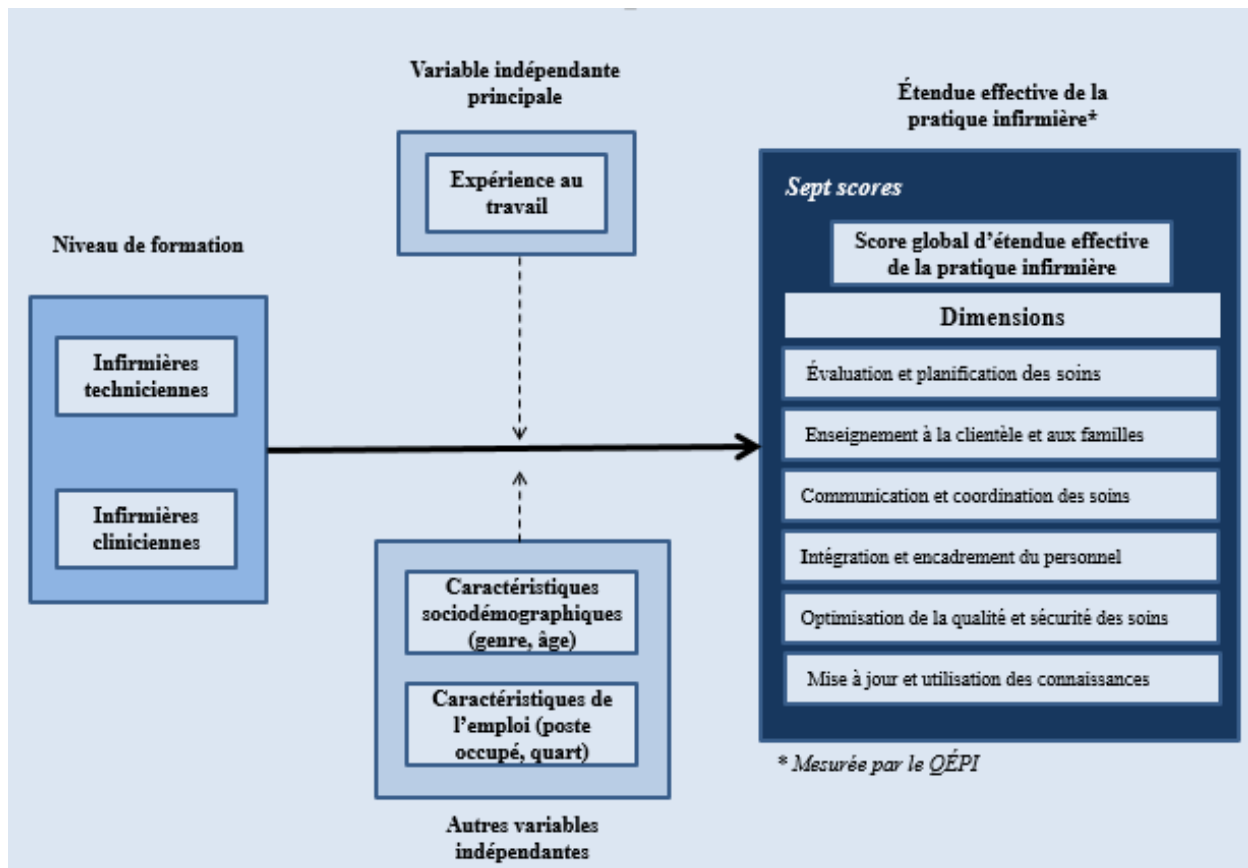 Variable indépendante
principale
Expérience au
travail
Niveau de formation
Infirmières
techniciennes
Infirmières
cliniciennes
Caractéristiques
sociodémographiques
(genre, âge)
Caractéristiques de
l'emploi (poste
occupé, quart)
Autres variables
indépendantes
Étendue effective de la
pratique infirmière*
Sept scores
Score global d'étendue effective
de la pratique infirmière
Dimensions
Évaluation et planification des soins
Enseignement à la clientèle et aux familles
Communication et coordination des soins
Intégration et encadrement du personnel
Optimisation de la qualité et sécurité des soins
Mise à jour et utilisation des connaissances
* Mesurée par le QÉPI